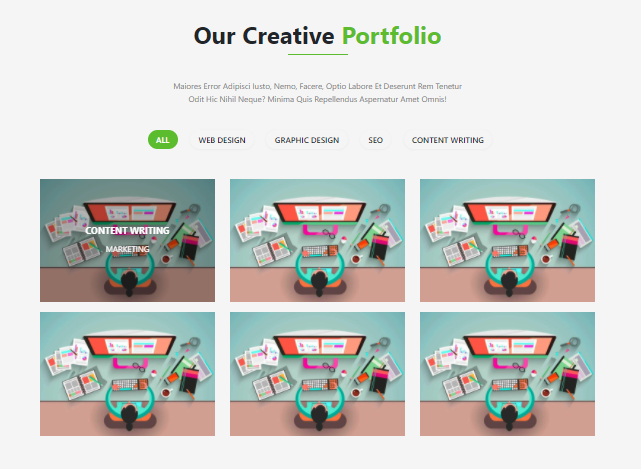 Our Creative Portfolio
Maiores Error Adipisci Iusto, Nemo, Facere, Optio Labore Et Deserunt Rem Tenetur
Odit Hic Nihil Neque? Minima Quis Repellendus Aspernatur Amet Omnis!
ALL WEB DESIGN GRAPHIC DESIGN SEO CONTENT WRITING
CONTENT WRITING
MARKETING